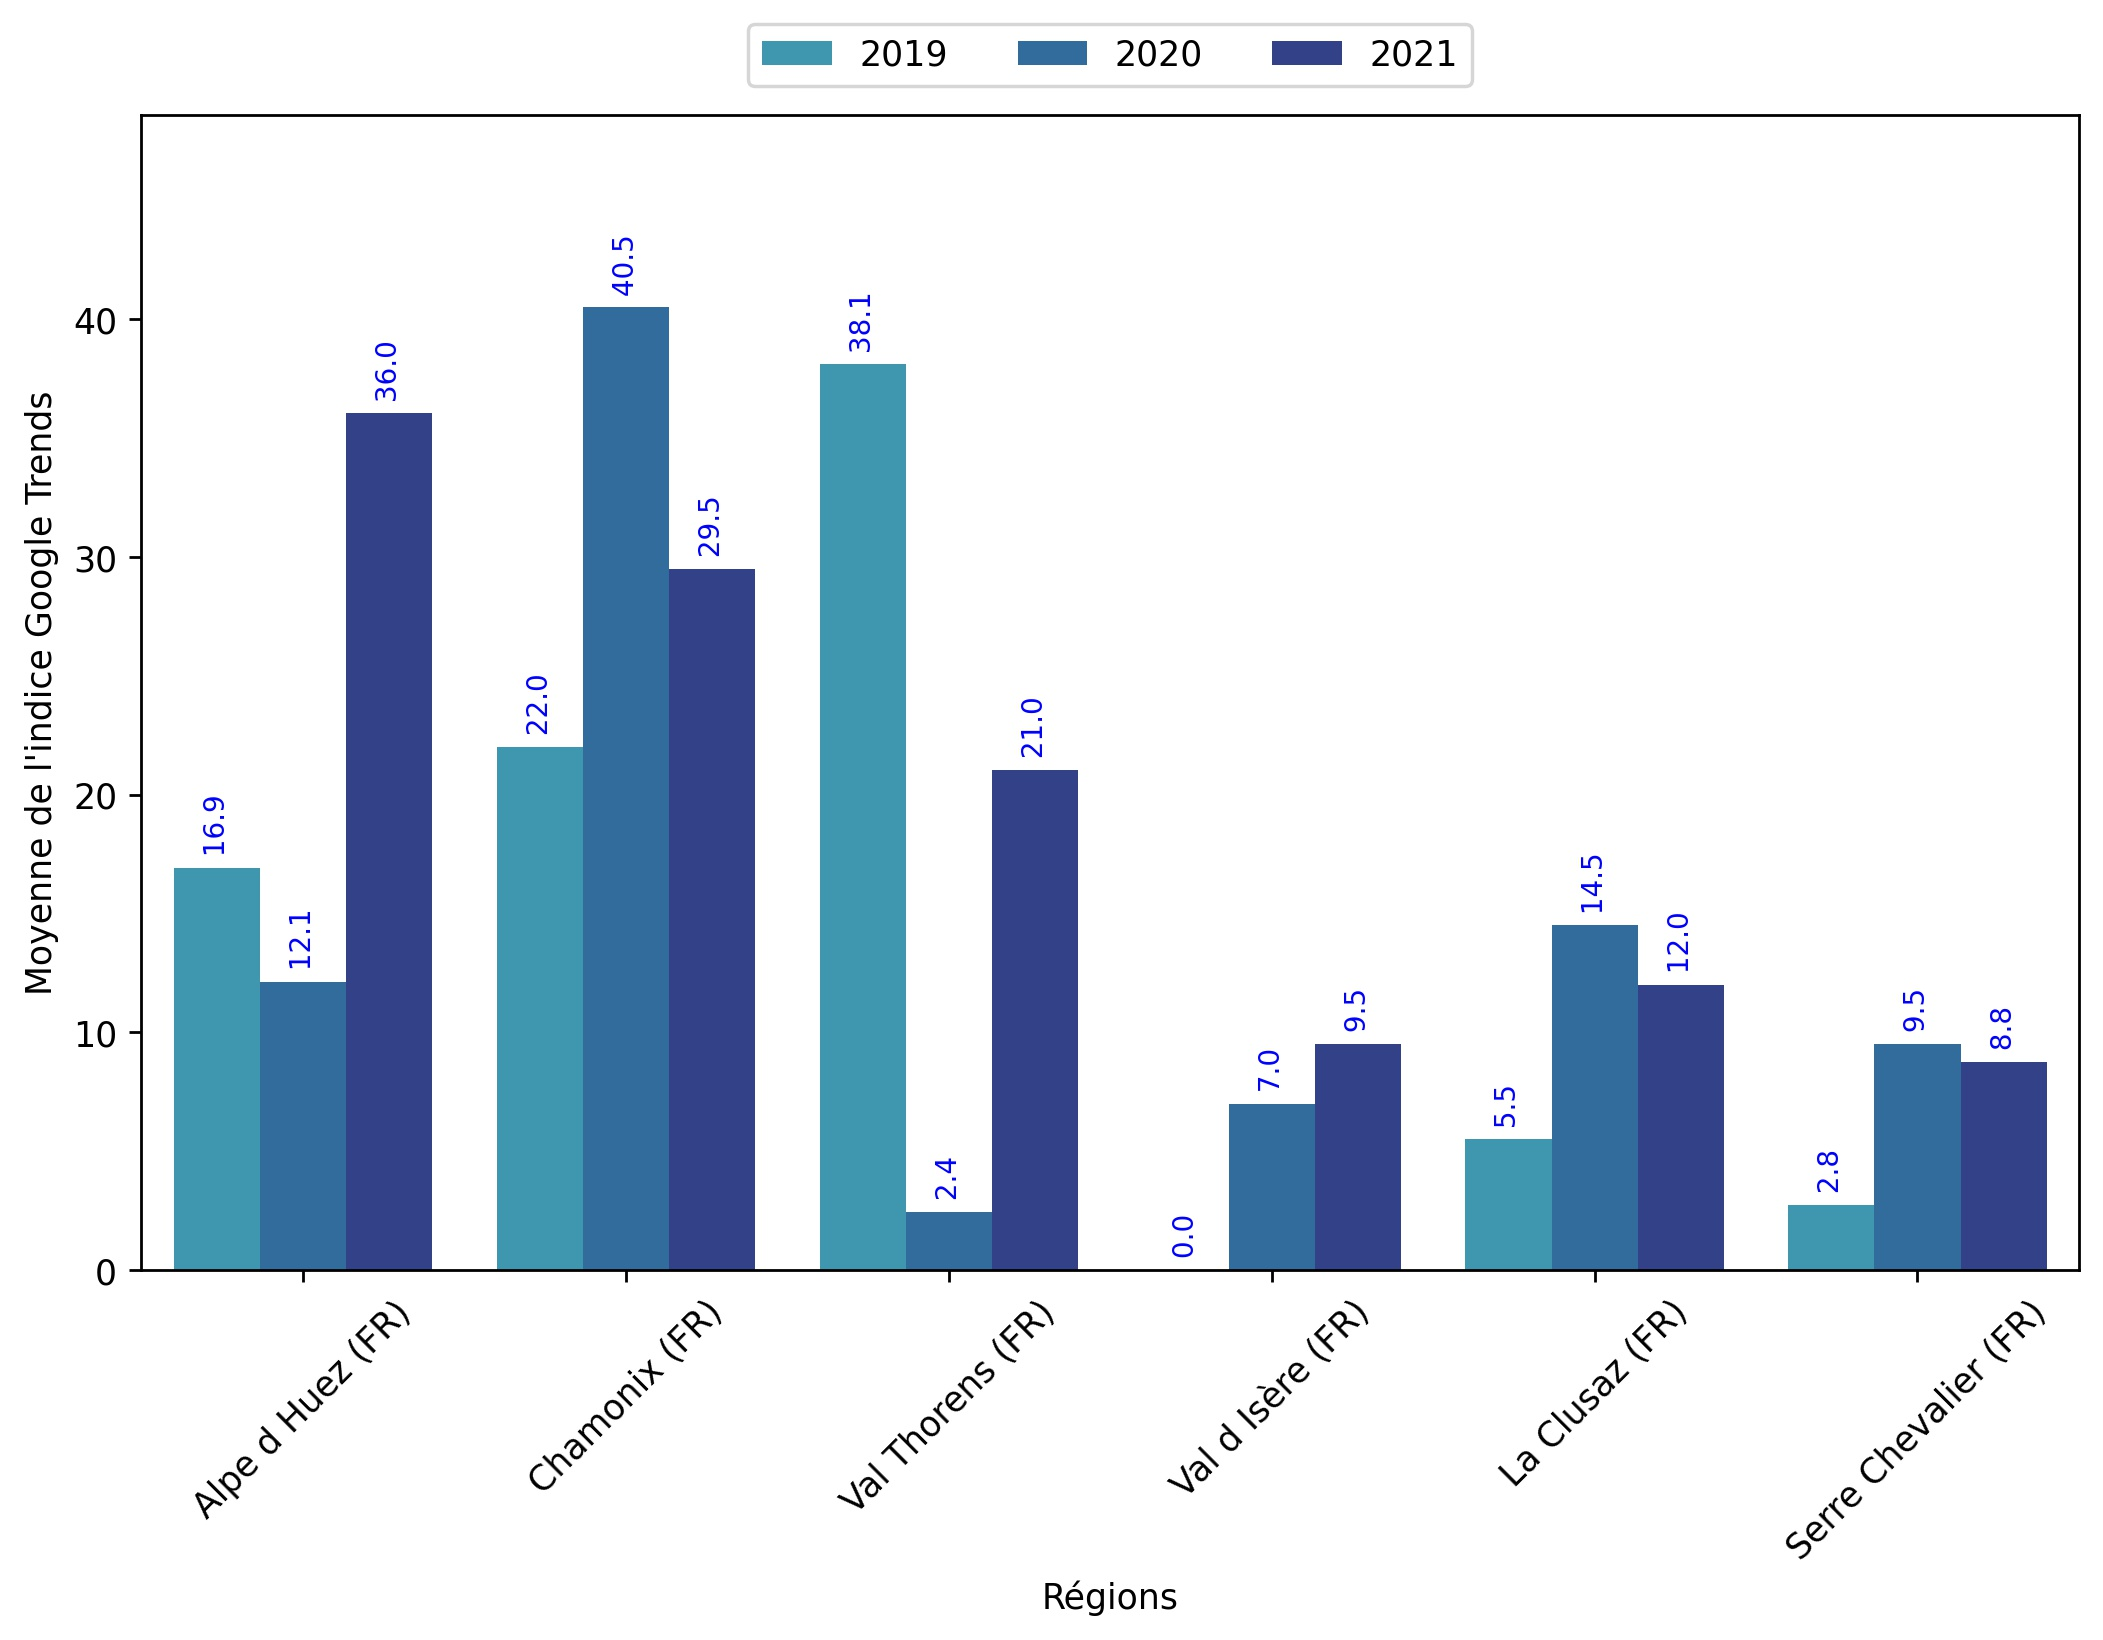 2019 2020 2021
Moyenne de l'indice Google Trends
40
30
20
10
0
16.9
12.1
36.0
22.0
40.5
29.5
38.1
2.4
21.0
0.0
7.0
9.5
5.5
14.5
12.0
2.8
9.5
8.8
Alpe d Huez (FR)
Chamonix (FR)
Val Thorens (FR)
Val d Isère (FR)
La Clusaz (FR)
Serre Chevalier (FR)
Régions